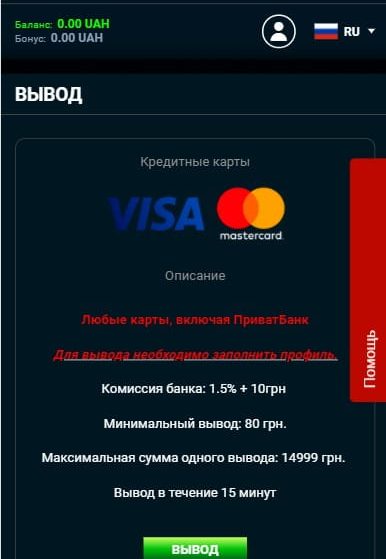 Баланс: 0.00 UAH
Бонус: 0.00 UAH
RU
ВЫВОД
Кредитные карты
VISA
mastercard
Описание
Любые карты, включая ПриватБанк
Для вывода необходимо заполнить профиль.
Комиссия банка: 1.5% + 10грн
Минимальный вывод: 80 грн.
Максимальная сумма одного вывода: 14999 грн.
Вывод в течение 15 минут
ВЫВОД
Помощь